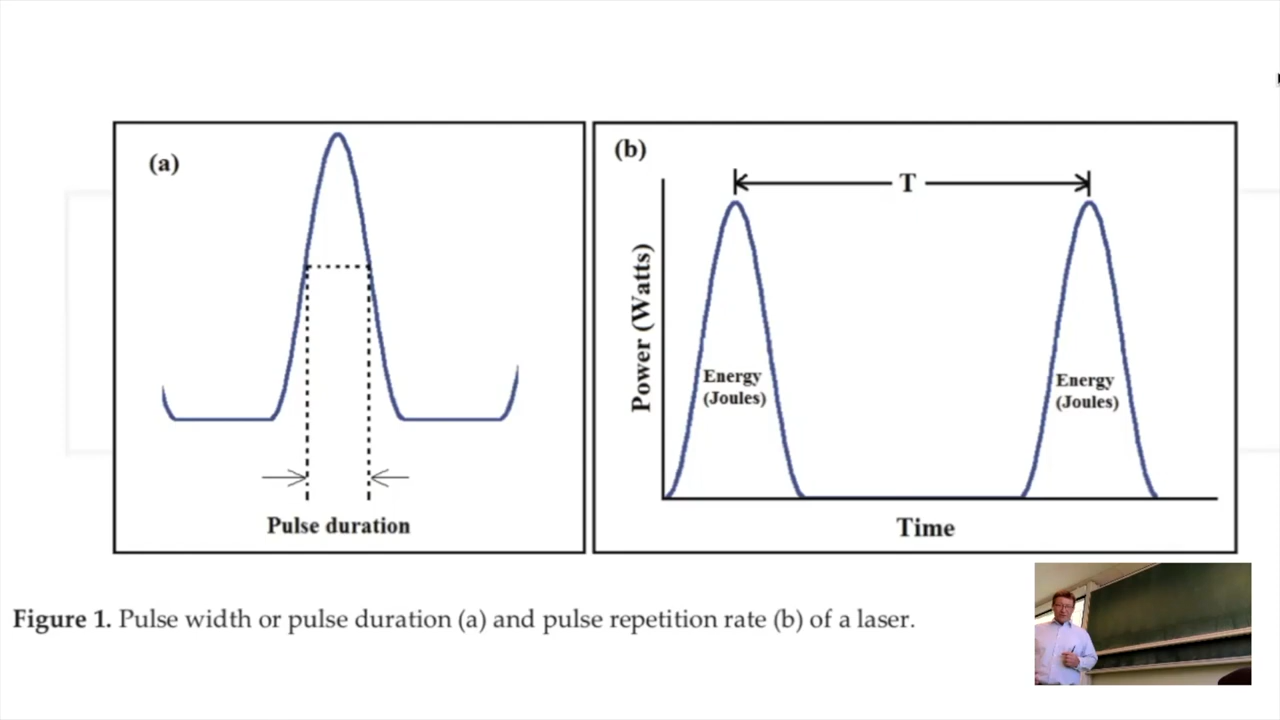 (a)
Pulse duration
(b)
T
Power (Watts)
Energy
(Joules)
Energy
(Joules)
Time
Figure 1. Pulse width or pulse duration (a) and pulse repetition rate (b) of a laser.